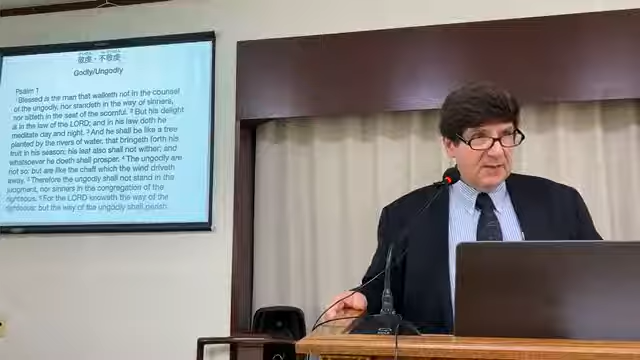 敬虔・不敬虔
Godly/Ungodly
Psalm 1
¹ Blessed is the man that walketh not in the counsel
of the ungodly, nor standeth in the way of sinners,
nor sitteth in the seat of the scornful. ² But his delight
is in the law of the LORD; and in his law doth he
meditate day and night. ³ And he shall be like a tree
planted by the rivers of water, that bringeth forth his
fruit in his season; his leaf also shall not wither; and
whatsoever he doeth shall prosper. ⁴ The ungodly are
not so: but are like the chaff which the wind driveth
away. ⁵ Therefore the ungodly shall not stand in the
judgment, nor sinners in the congregation of the
righteous. ⁶ For the LORD knoweth the way of the
righteous: but the way of the ungodly shall perish.